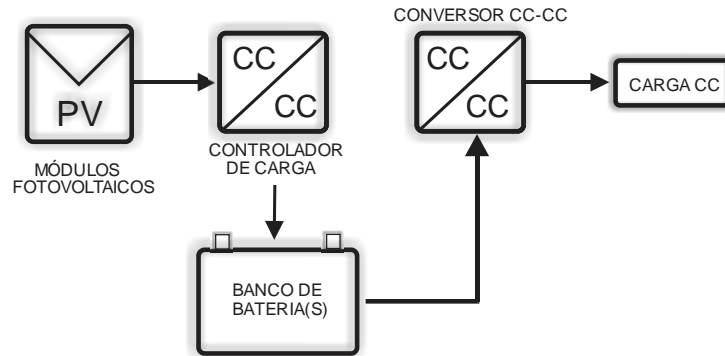 CONVERSOR CC-CC
PV
CC
CC
CC
CC
CARGA CC
MÓDULOS
FOTOVOLTAICOS
CONTROLADOR
DE CARGA
BANCO DE
BATERIA(S)